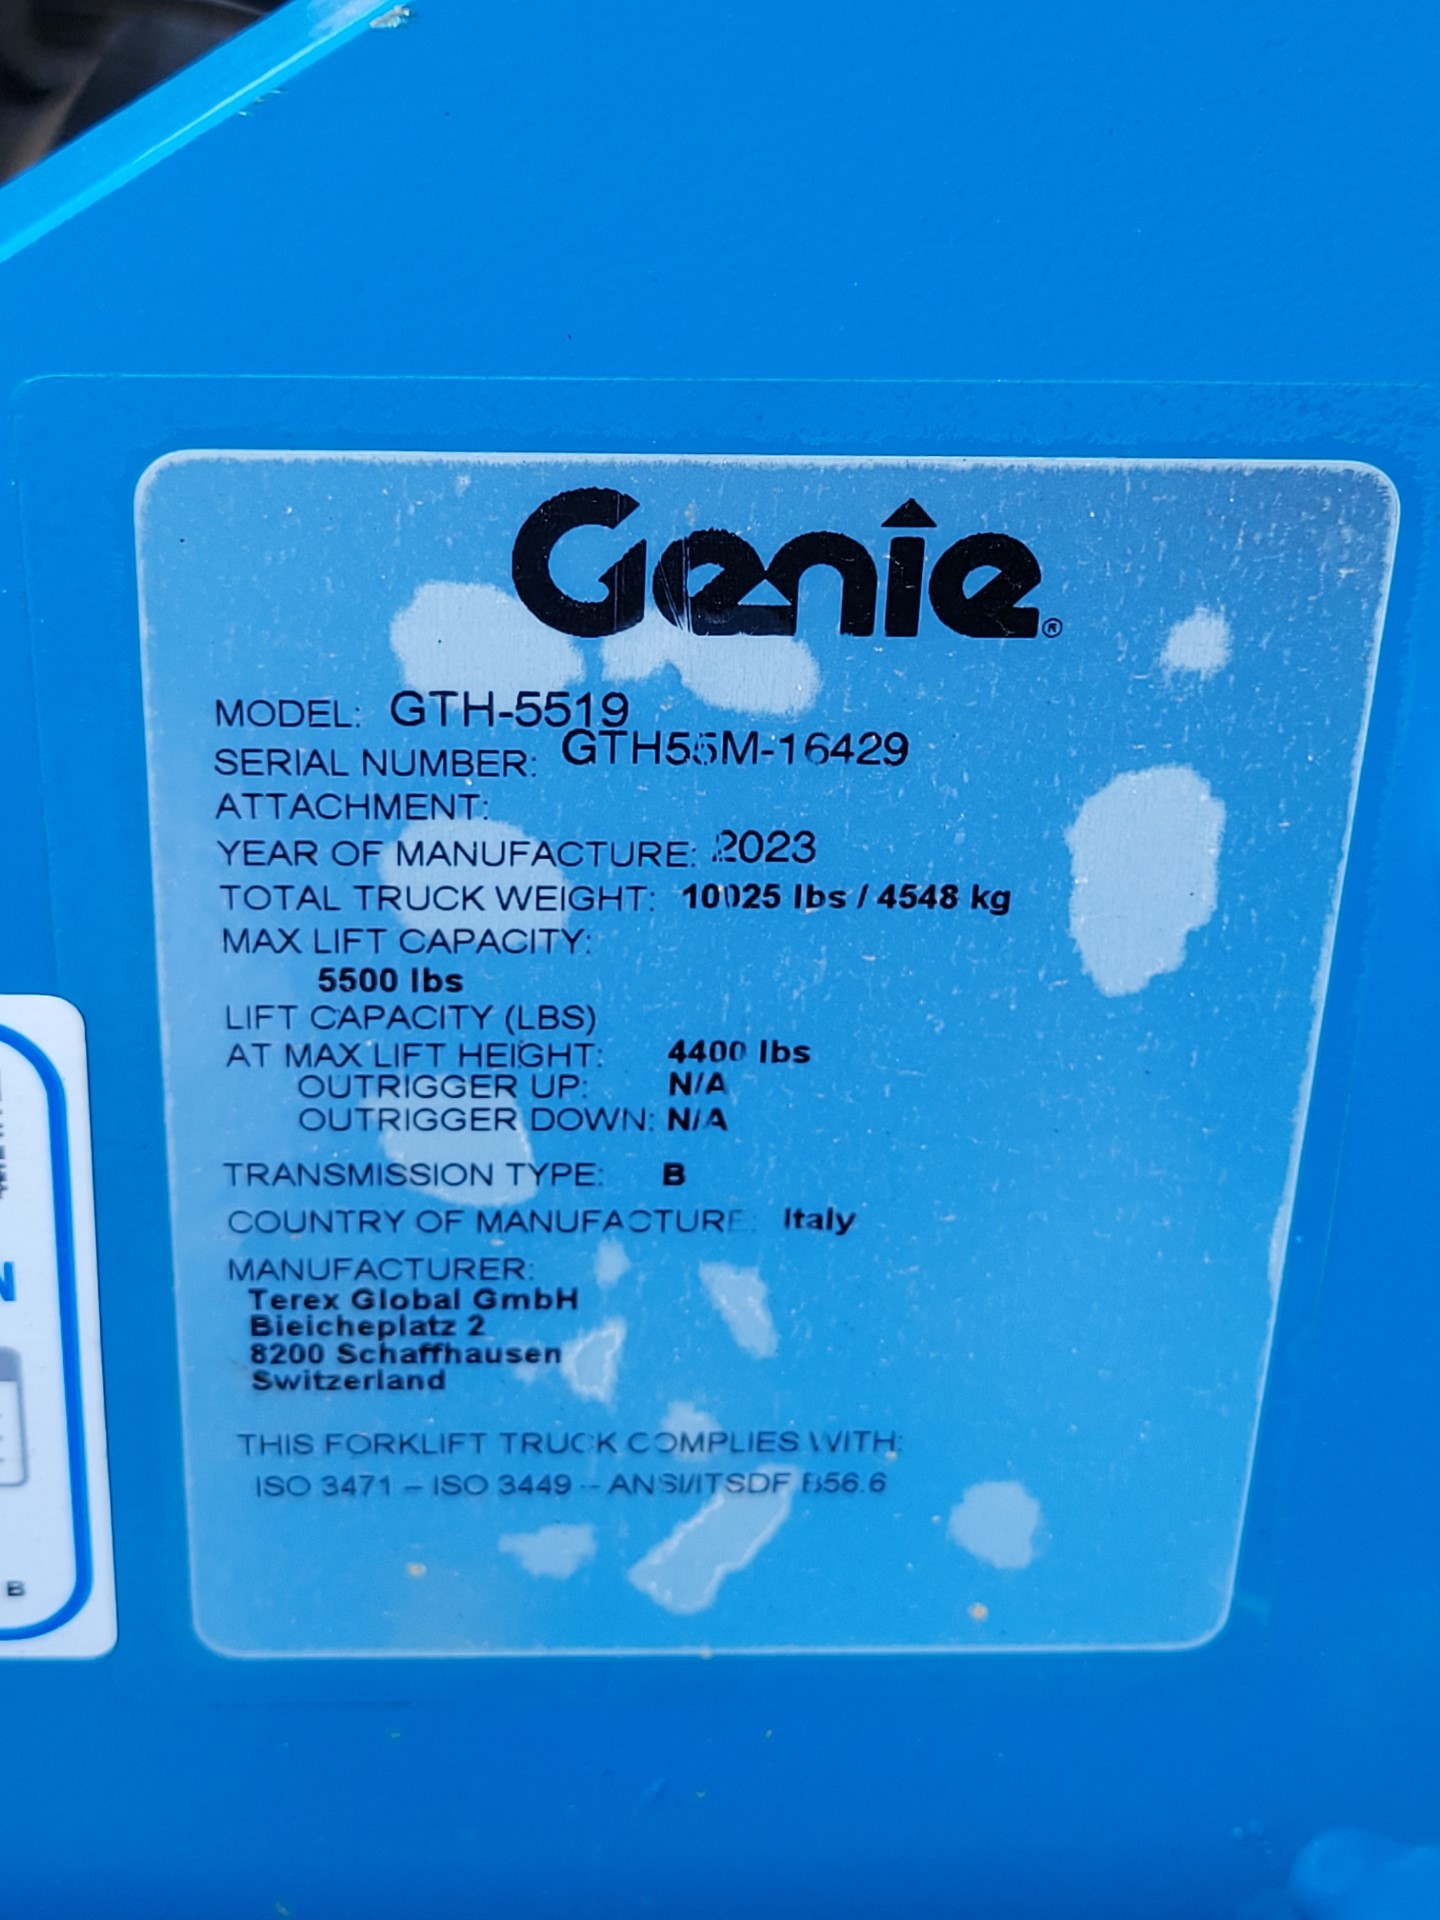 Genie®
MODEL: GTH-5519
SERIAL NUMBER: GTH55M-16429
ATTACHMENT:
YEAR OF MANUFACTURE: 2023
TOTAL TRUCK WEIGHT: 10025 lbs / 4548 kg
MAX LIFT CAPACITY:
5500 lbs
LIFT CAPACITY (LBS)
AT MAX LIFT HEIGHT: 4400 lbs
OUTRIGGER UP: N/A
OUTRIGGER DOWN: N/A
TRANSMISSION TYPE: B
COUNTRY OF MANUFACTURE: Italy
MANUFACTURER:
Terex Global GmbH
Bleicheplatz 2
8200 Schaffhausen
Switzerland
THIS FORKLIFT TRUCK COMPLIES WITH:
ISO 3471 – ISO 3449 -- ANSI/ITSDF B56.6
N
B